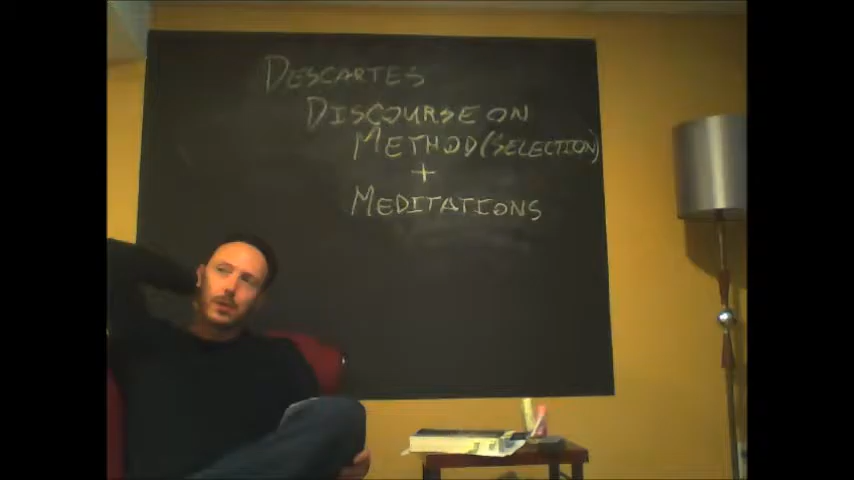 DESCARTES
DISCOURSE ON
METHOD (SELECTION)
+
MEDITATIONS